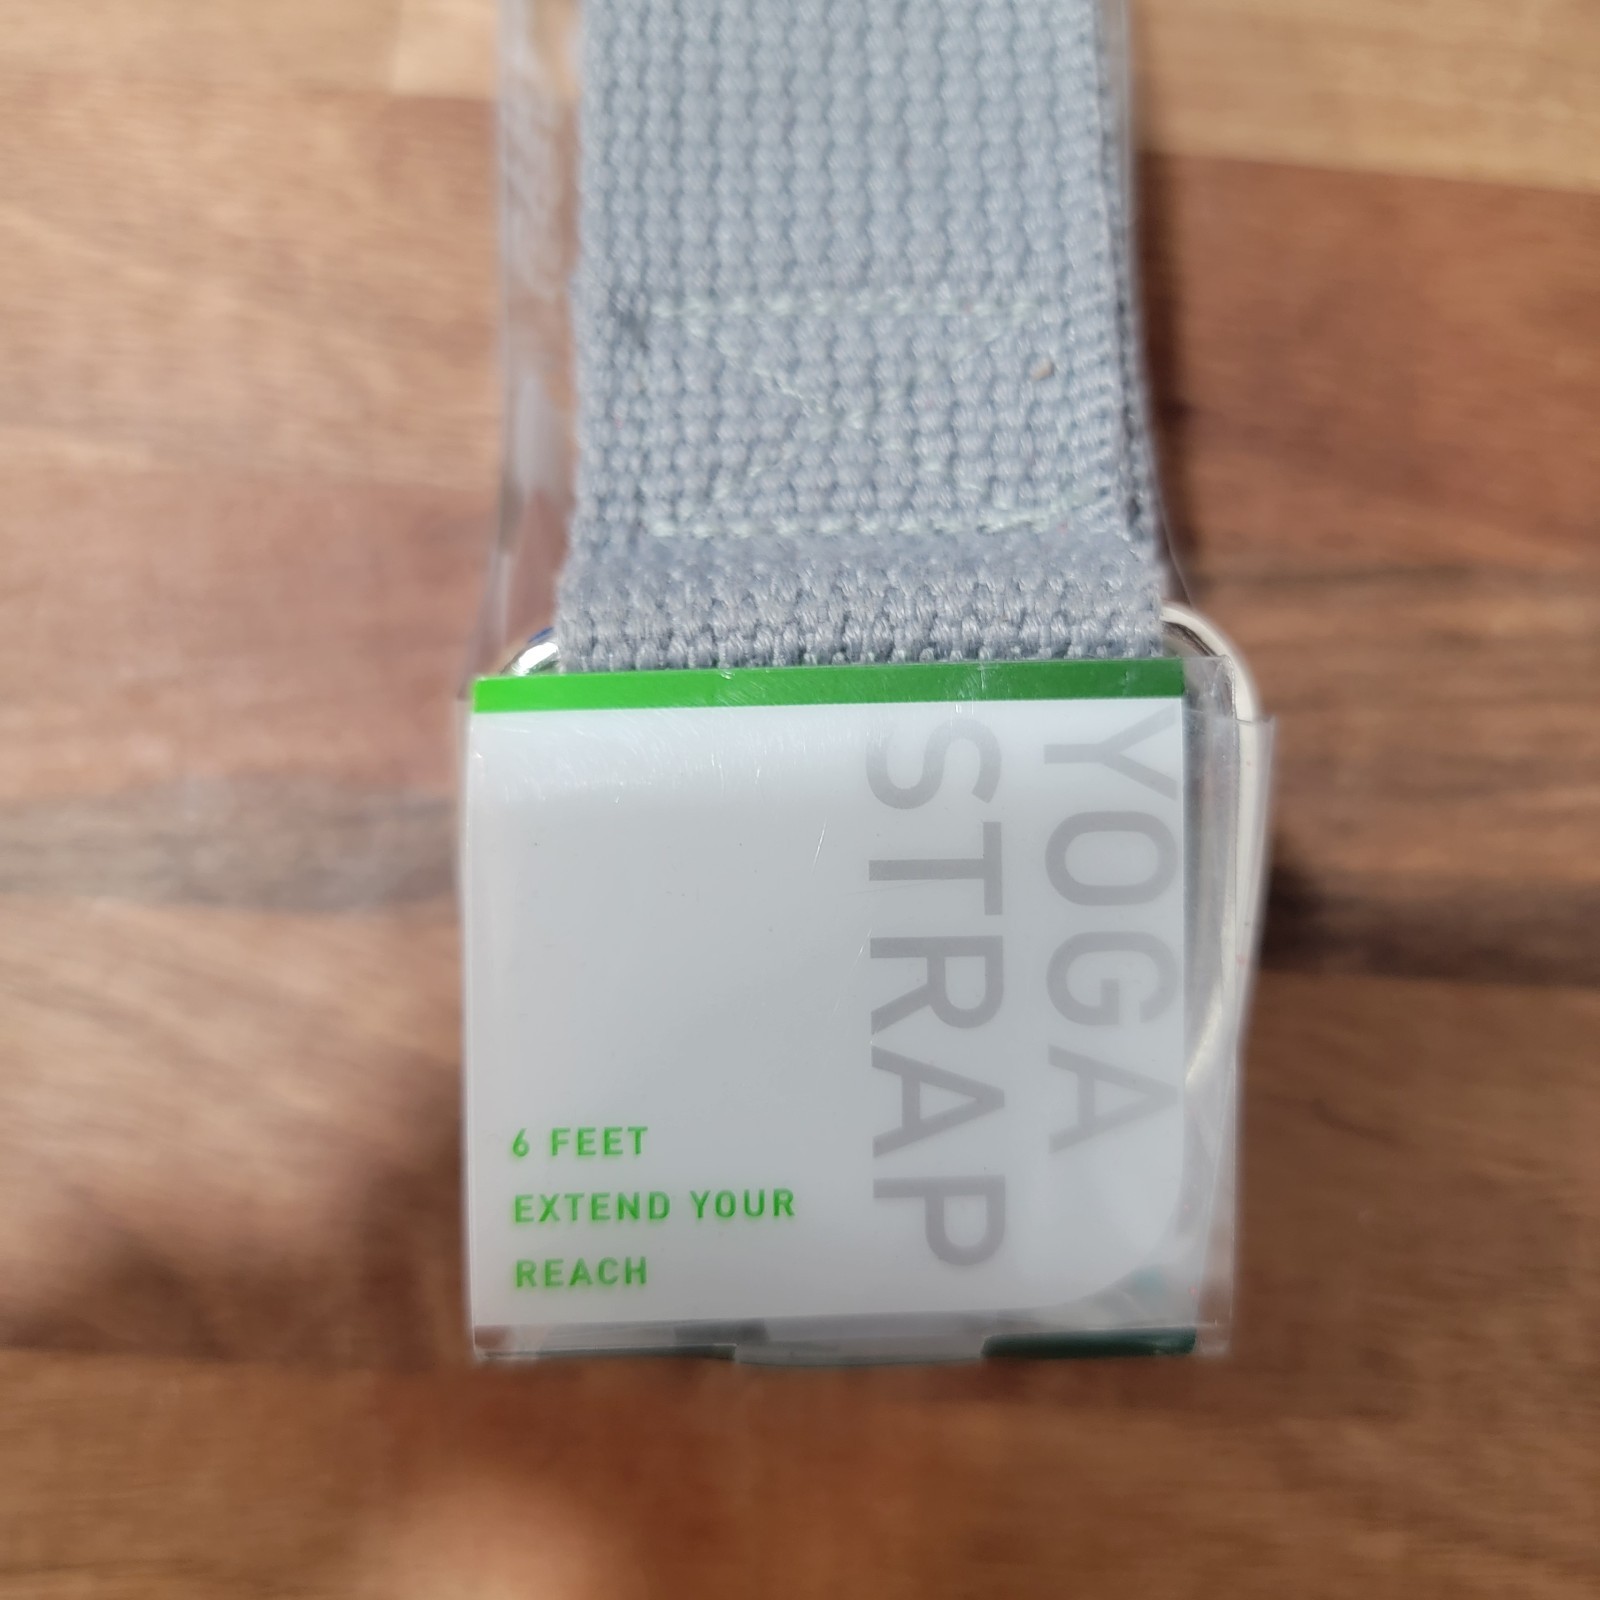 YOGA
STRAP
6 FEET
EXTEND YOUR
REACH